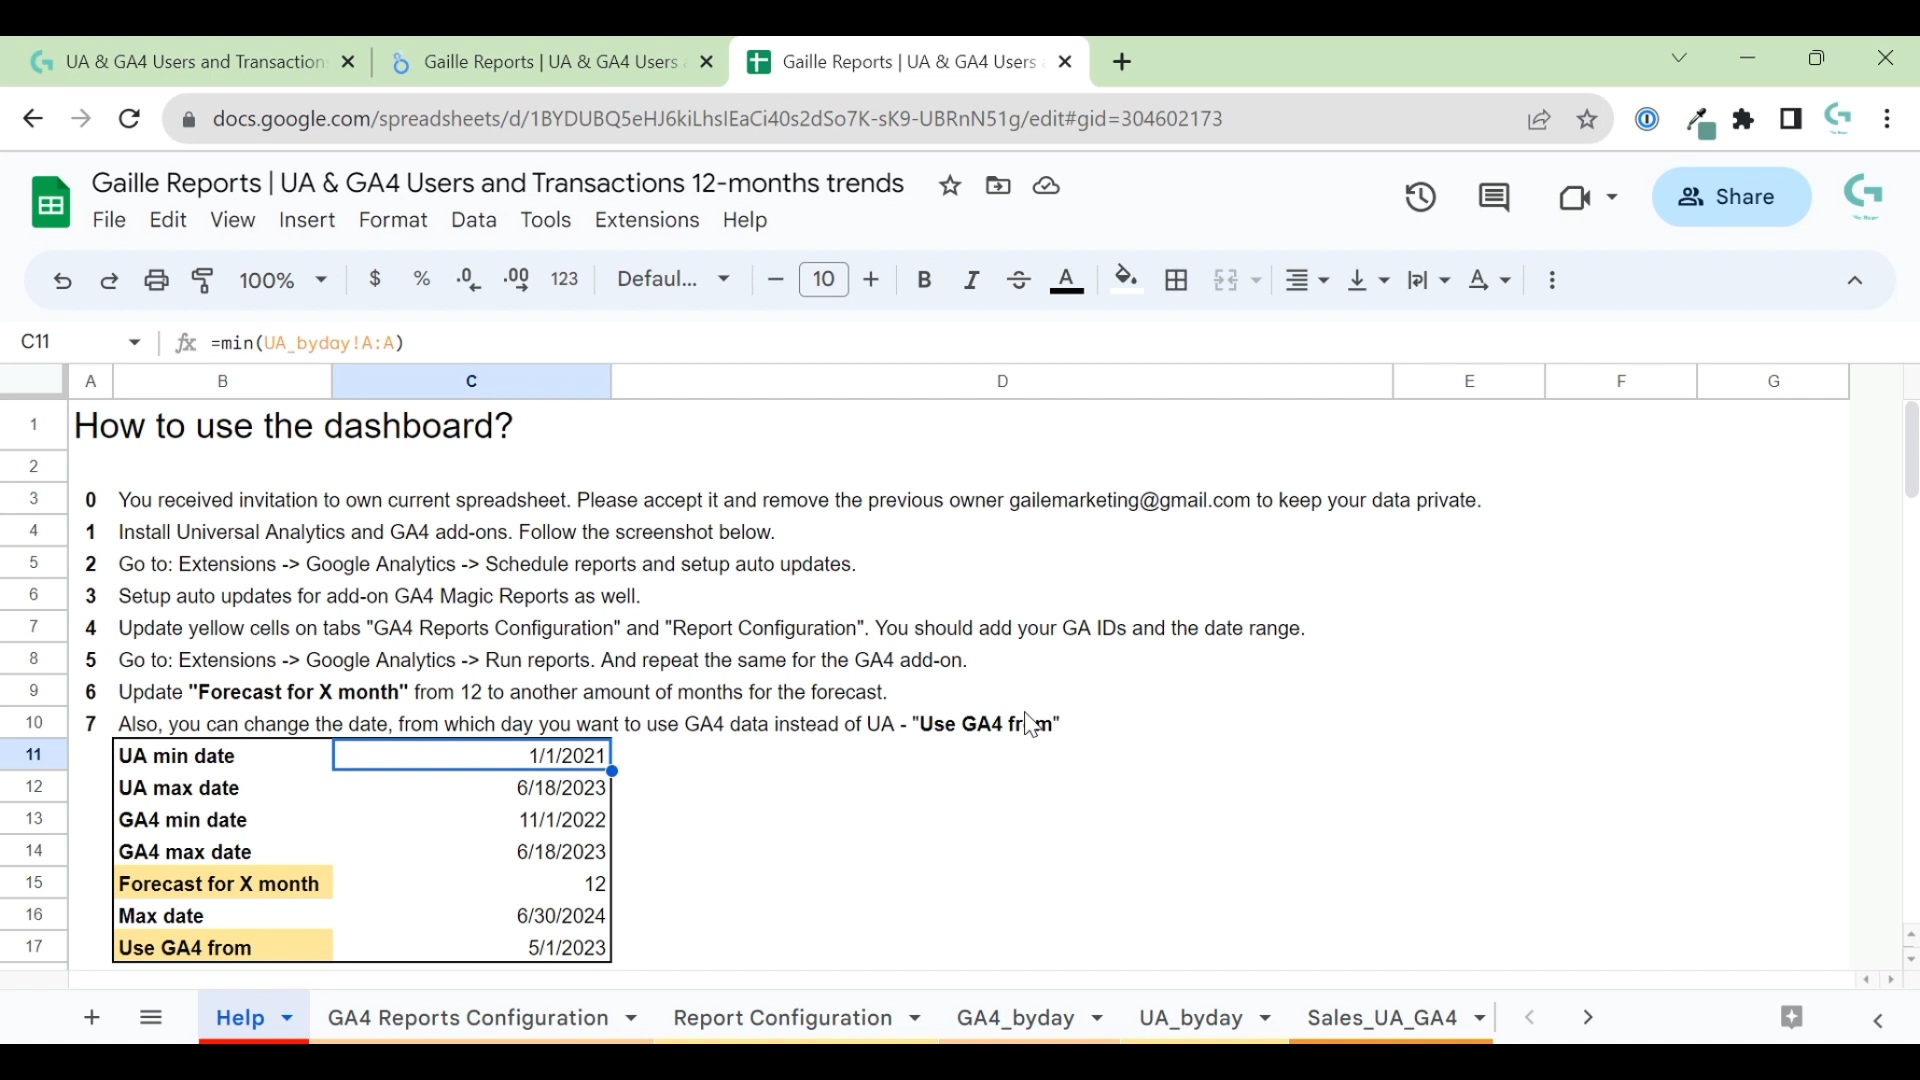 UA & GA4 Users and Transaction
Gaille Reports | UA & GA4 Users
Gaille Reports | UA & GA4 Users
docs.google.com/spreadsheets/d/1BYDUBQ5eHJ6kiLhsIEaCi40s2dSo7K-sK9-UBRnN51g/edit#gid=304602173
Gaille Reports | UA & GA4 Users and Transactions 12-months trends
File Edit View Insert Format Data Tools Extensions Help
Share
100% $ % .0 .00 123 Defaul... − 10 + B I S A
C11 fx =min(UA_byday!A:A)
A B C D E F G
1 How to use the dashboard?
2
3 0 You received invitation to own current spreadsheet. Please accept it and remove the previous owner gailemarketing@gmail.com to keep your data private.
4 1 Install Universal Analytics and GA4 add-ons. Follow the screenshot below.
5 2 Go to: Extensions -> Google Analytics -> Schedule reports and setup auto updates.
6 3 Setup auto updates for add-on GA4 Magic Reports as well.
7 4 Update yellow cells on tabs "GA4 Reports Configuration" and "Report Configuration". You should add your GA IDs and the date range.
8 5 Go to: Extensions -> Google Analytics -> Run reports. And repeat the same for the GA4 add-on.
9 6 Update "Forecast for X month" from 12 to another amount of months for the forecast.
10 7 Also, you can change the date, from which day you want to use GA4 data instead of UA - "Use GA4 from"
11 UA min date 1/1/2021
12 UA max date 6/18/2023
13 GA4 min date 11/1/2022
14 GA4 max date 6/18/2023
15 Forecast for X month 12
16 Max date 6/30/2024
17 Use GA4 from 5/1/2023
Help GA4 Reports Configuration Report Configuration GA4_byday UA_byday Sales_UA_GA4